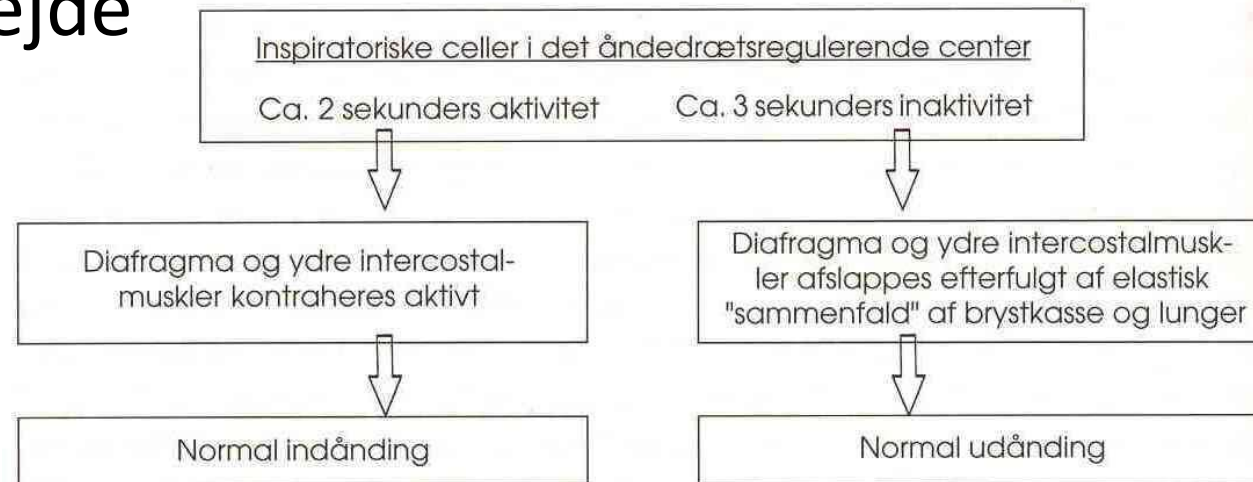 ejde
Inspiratoriske celler i det åndedrætsregulerende center
Ca. 2 sekunders aktivitet
Ca. 3 sekunders inaktivitet
Diafragma og ydre intercostal-
muskler kontraheres aktivt
Diafragma og ydre intercostalmusk-
ler afslappes efterfulgt af elastisk
"sammenfald" af brystkasse og lunger
Normal indånding
Normal udånding